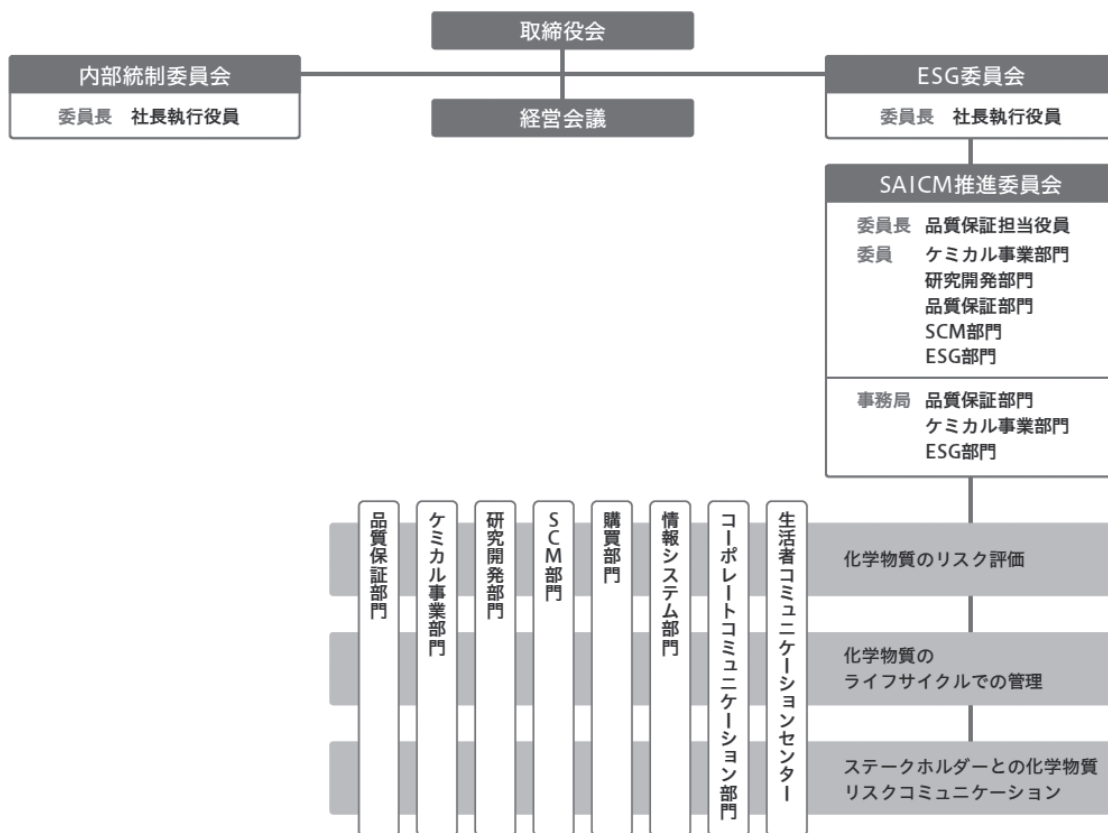 取締役会
内部統制委員会
委員長 社長執行役員
経営会議
ESG委員会
委員長 社長執行役員
SAICM推進委員会
委員長 品質保証担当役員
委員 ケミカル事業部門
研究開発部門
品質保証部門
SCM部門
ESG部門
事務局 品質保証部門
ケミカル事業部門
ESG部門
品質保証部門
ケミカル事業部門
研究開発部門
SCM部門
購買部門
情報システム部門
コーポレートコミュニケーション部門
生活者コミュニケーションセンター
化学物質のリスク評価
化学物質の
ライフサイクルでの管理
ステークホルダーとの化学物質
リスクコミュニケーション